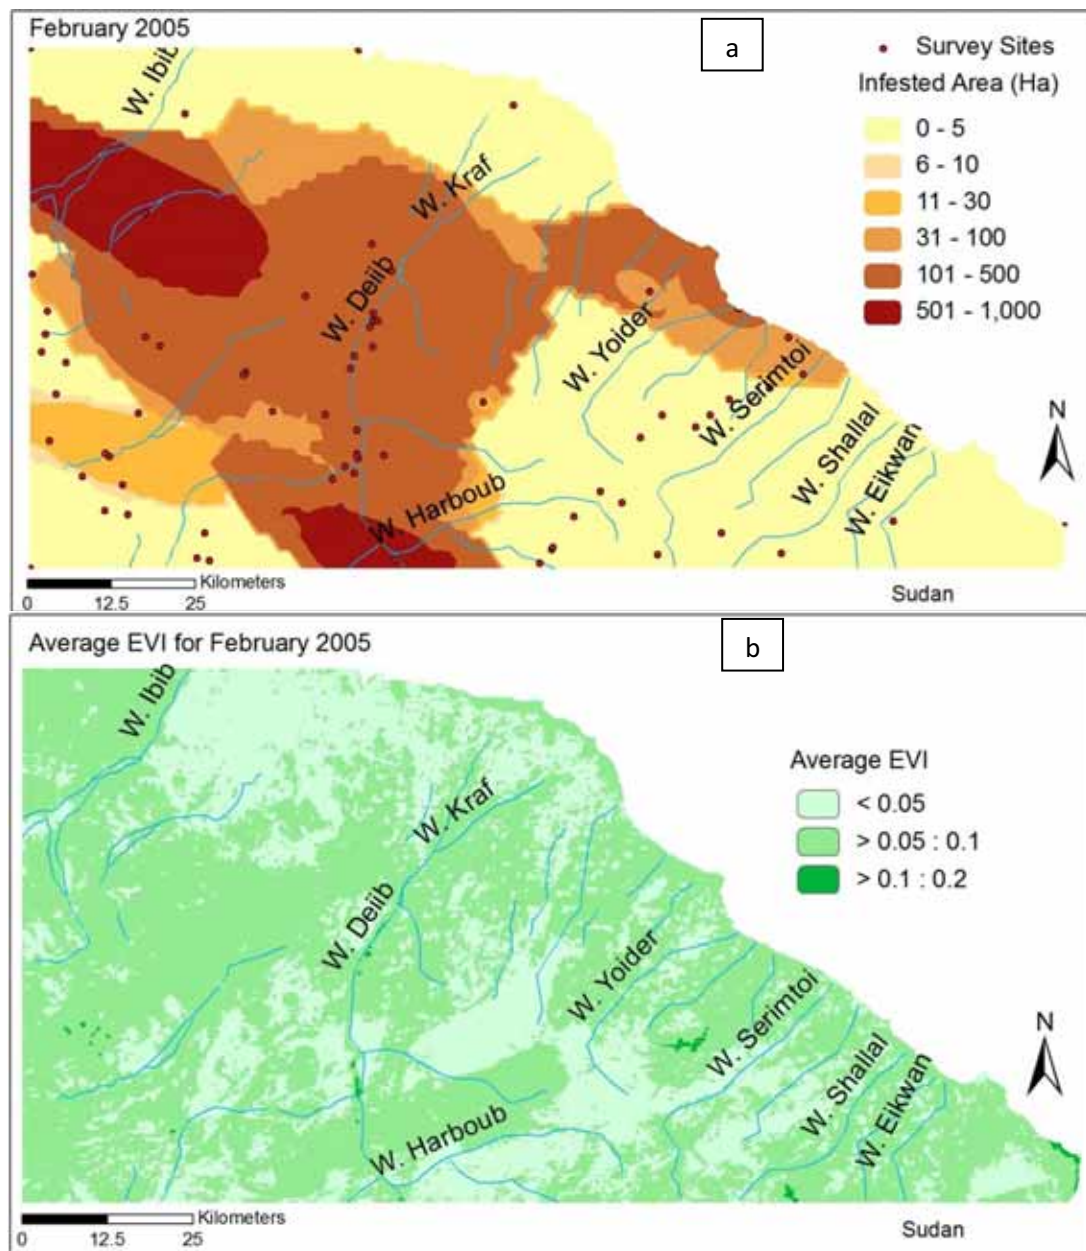 February 2005
a
Survey Sites
Infested Area (Ha)
0 - 5
6 - 10
11 - 30
31 - 100
101 - 500
501 - 1,000
W. Ibib
W. Kraf
W. Deiib
W. Yoider
W. Serimtoi
W. Shallal
W. Eikwan
W. Harboub
N
Kilometers
0 12.5 25
Sudan
Average EVI for February 2005
b
Average EVI
< 0.05
> 0.05 : 0.1
> 0.1 : 0.2
W. Ibib
W. Kraf
W. Deiib
W. Yoider
W. Serimtoi
W. Shallal
W. Eikwan
W. Harboub
N
Kilometers
0 12.5 25
Sudan